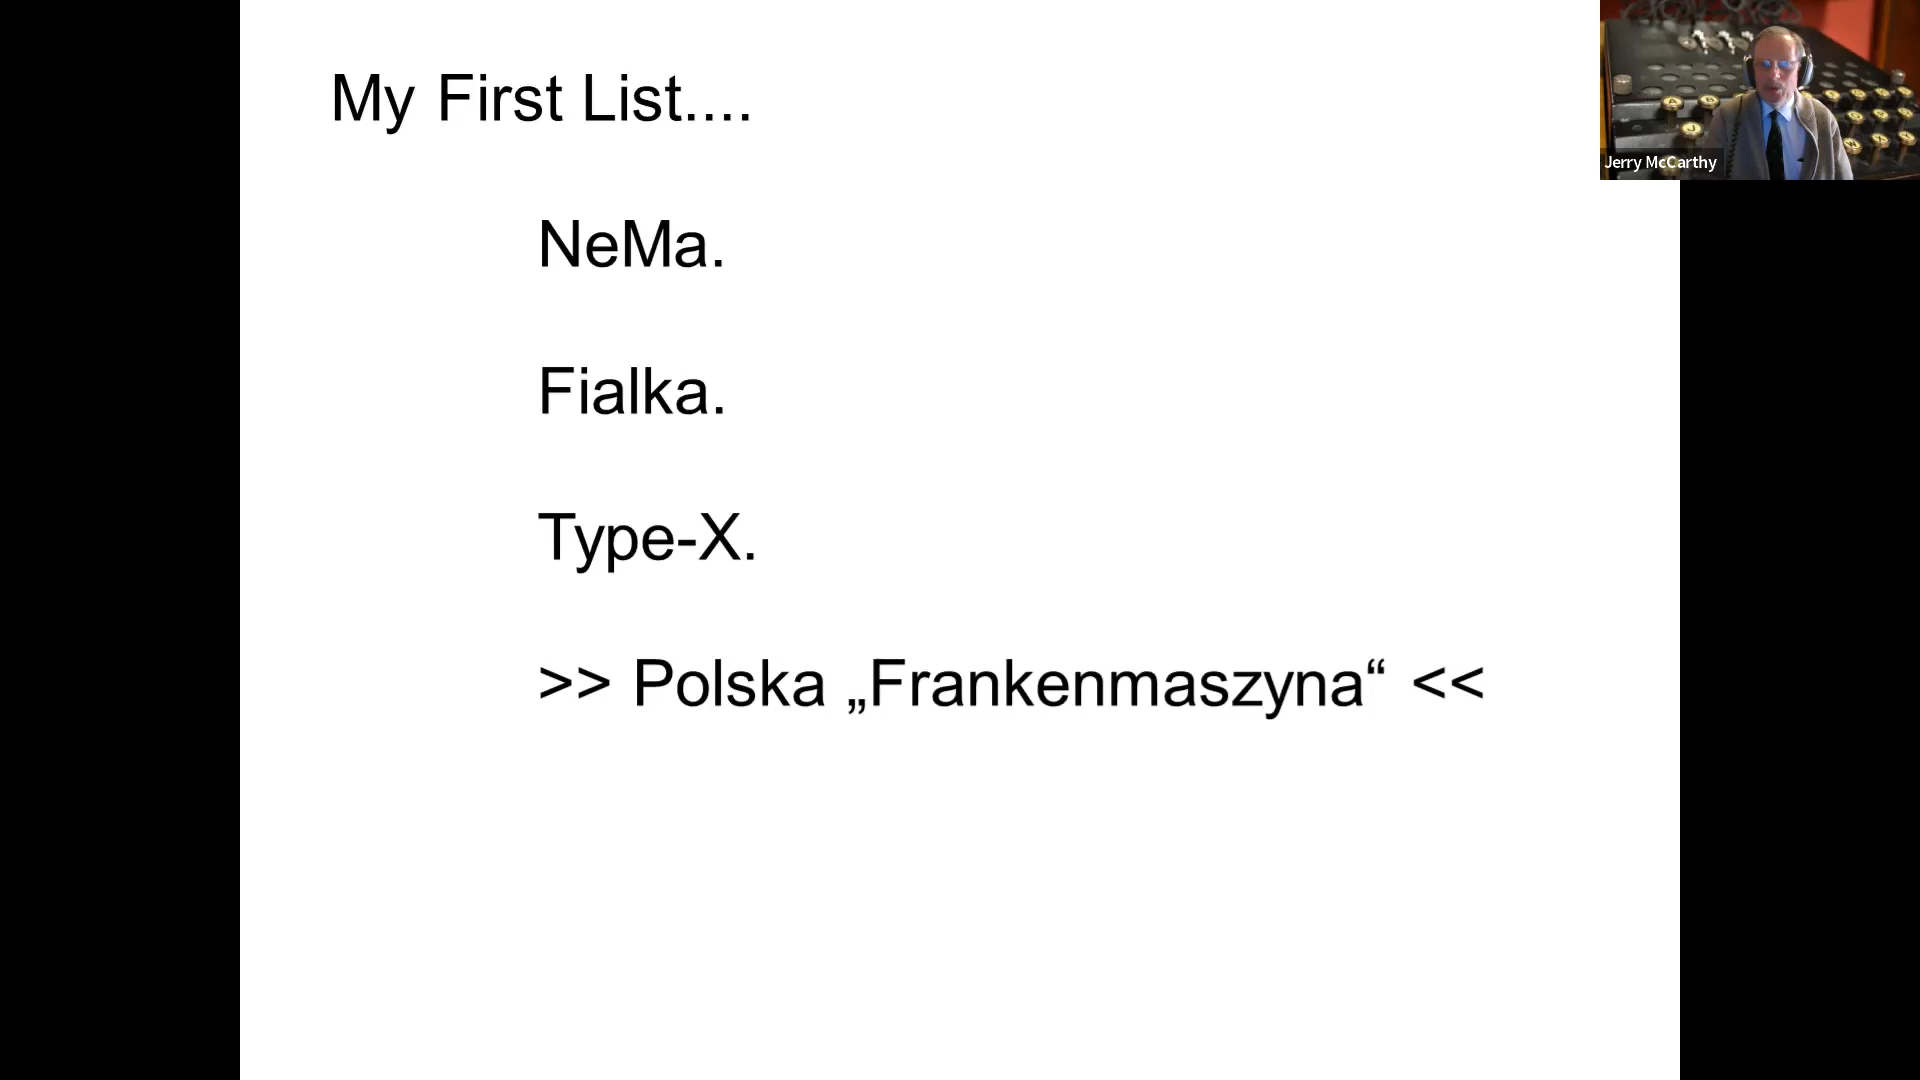 My First List....
NeMa.
Fialka.
Type-X.
>> Polska „Frankenmaszyna“ <<
Jerry McCarthy
A
J